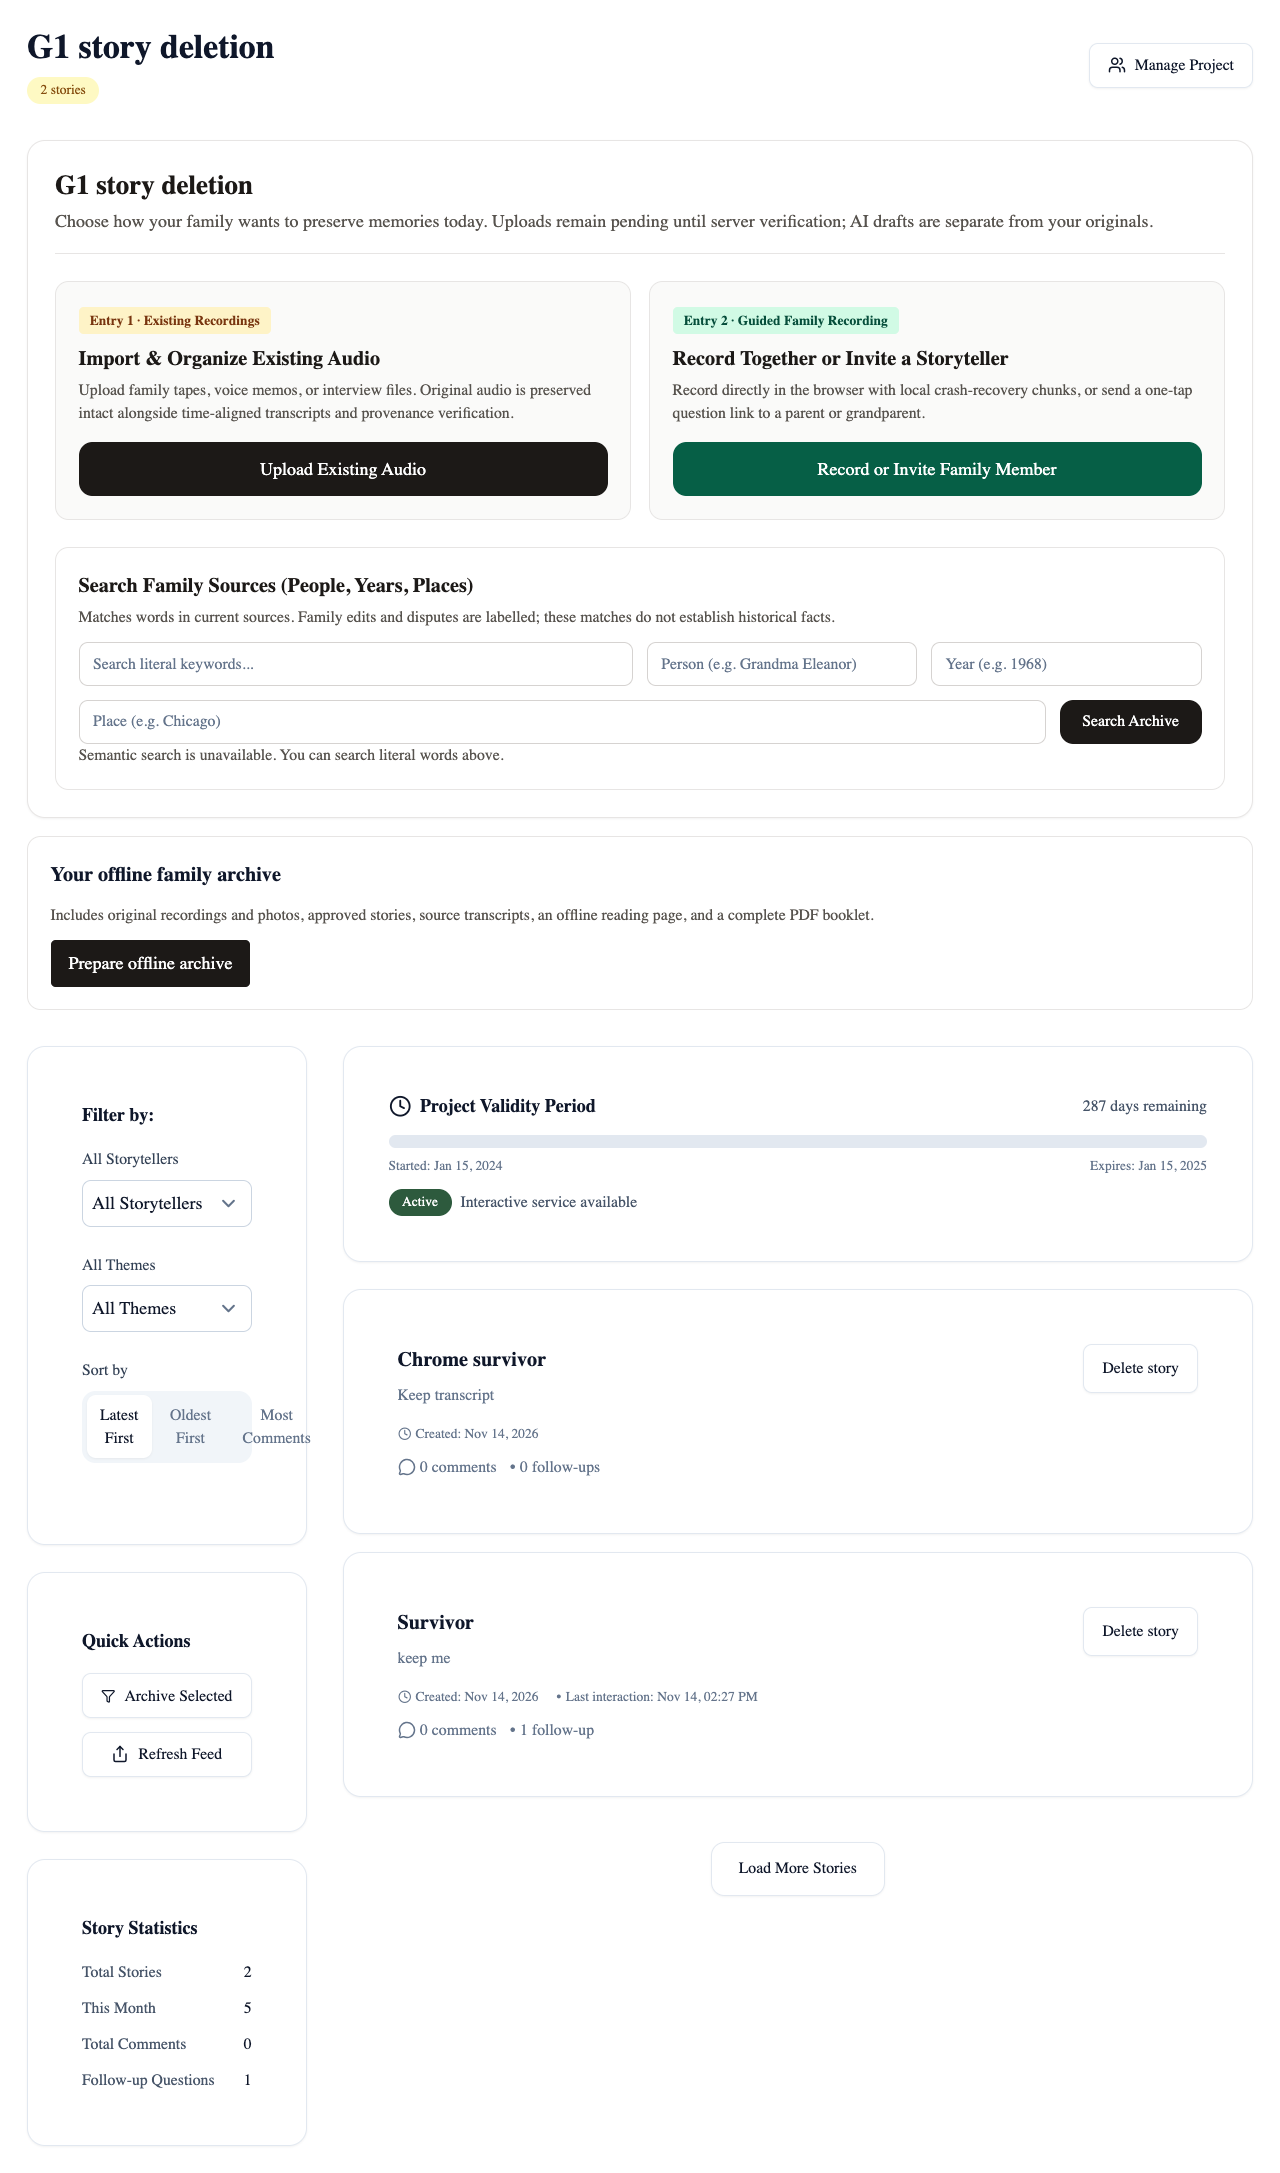 G1 story deletion
2 stories
Manage Project
G1 story deletion
Choose how your family wants to preserve memories today. Uploads remain pending until server verification; AI drafts are separate from your originals.
Entry 1 · Existing Recordings
Import & Organize Existing Audio
Upload family tapes, voice memos, or interview files. Original audio is preserved
intact alongside time-aligned transcripts and provenance verification.
Upload Existing Audio
Entry 2 · Guided Family Recording
Record Together or Invite a Storyteller
Record directly in the browser with local crash-recovery chunks, or send a one-tap
question link to a parent or grandparent.
Record or Invite Family Member
Search Family Sources (People, Years, Places)
Matches words in current sources. Family edits and disputes are labelled; these matches do not establish historical facts.
Search literal keywords...
Person (e.g. Grandma Eleanor)
Year (e.g. 1968)
Place (e.g. Chicago)
Search Archive
Semantic search is unavailable. You can search literal words above.
Your offline family archive
Includes original recordings and photos, approved stories, source transcripts, an offline reading page, and a complete PDF booklet.
Prepare offline archive
Filter by:
All Storytellers
All Storytellers
All Themes
All Themes
Sort by
Latest First
Oldest First
Most Comments
Quick Actions
Archive Selected
Refresh Feed
Story Statistics
Total Stories 2
This Month 5
Total Comments 0
Follow-up Questions 1
Project Validity Period
287 days remaining
Started: Jan 15, 2024
Expires: Jan 15, 2025
Active
Interactive service available
Chrome survivor
Delete story
Keep transcript
Created: Nov 14, 2026
0 comments • 0 follow-ups
Survivor
Delete story
keep me
Created: Nov 14, 2026 • Last interaction: Nov 14, 02:27 PM
0 comments • 1 follow-up
Load More Stories